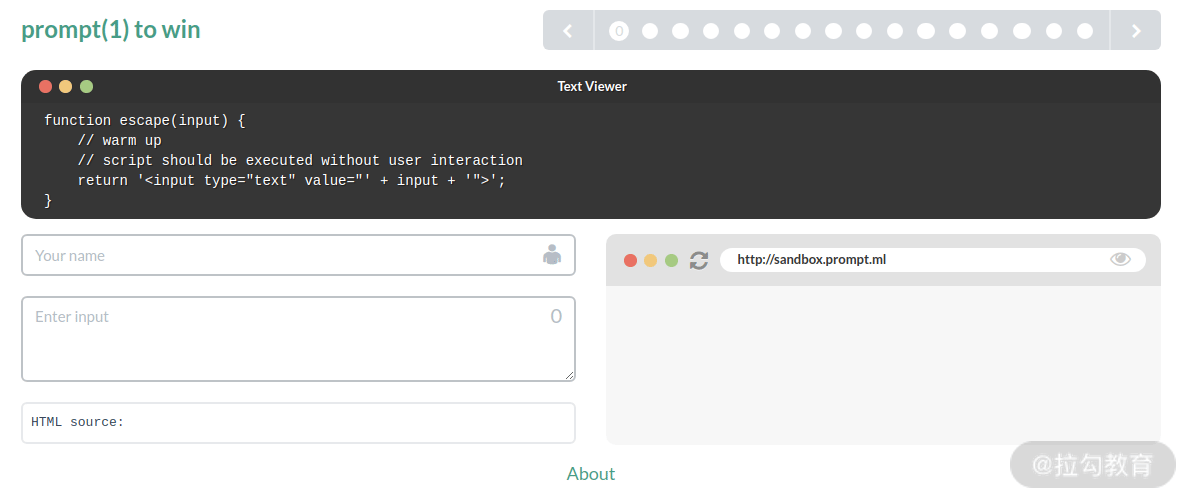 prompt(1) to win
0
Text Viewer
function escape(input) {
    // warm up
    // script should be executed without user interaction
    return '<input type="text" value="' + input + '">';
}
Your name
http://sandbox.prompt.ml
Enter input
0
HTML source:
About
@拉勾教育